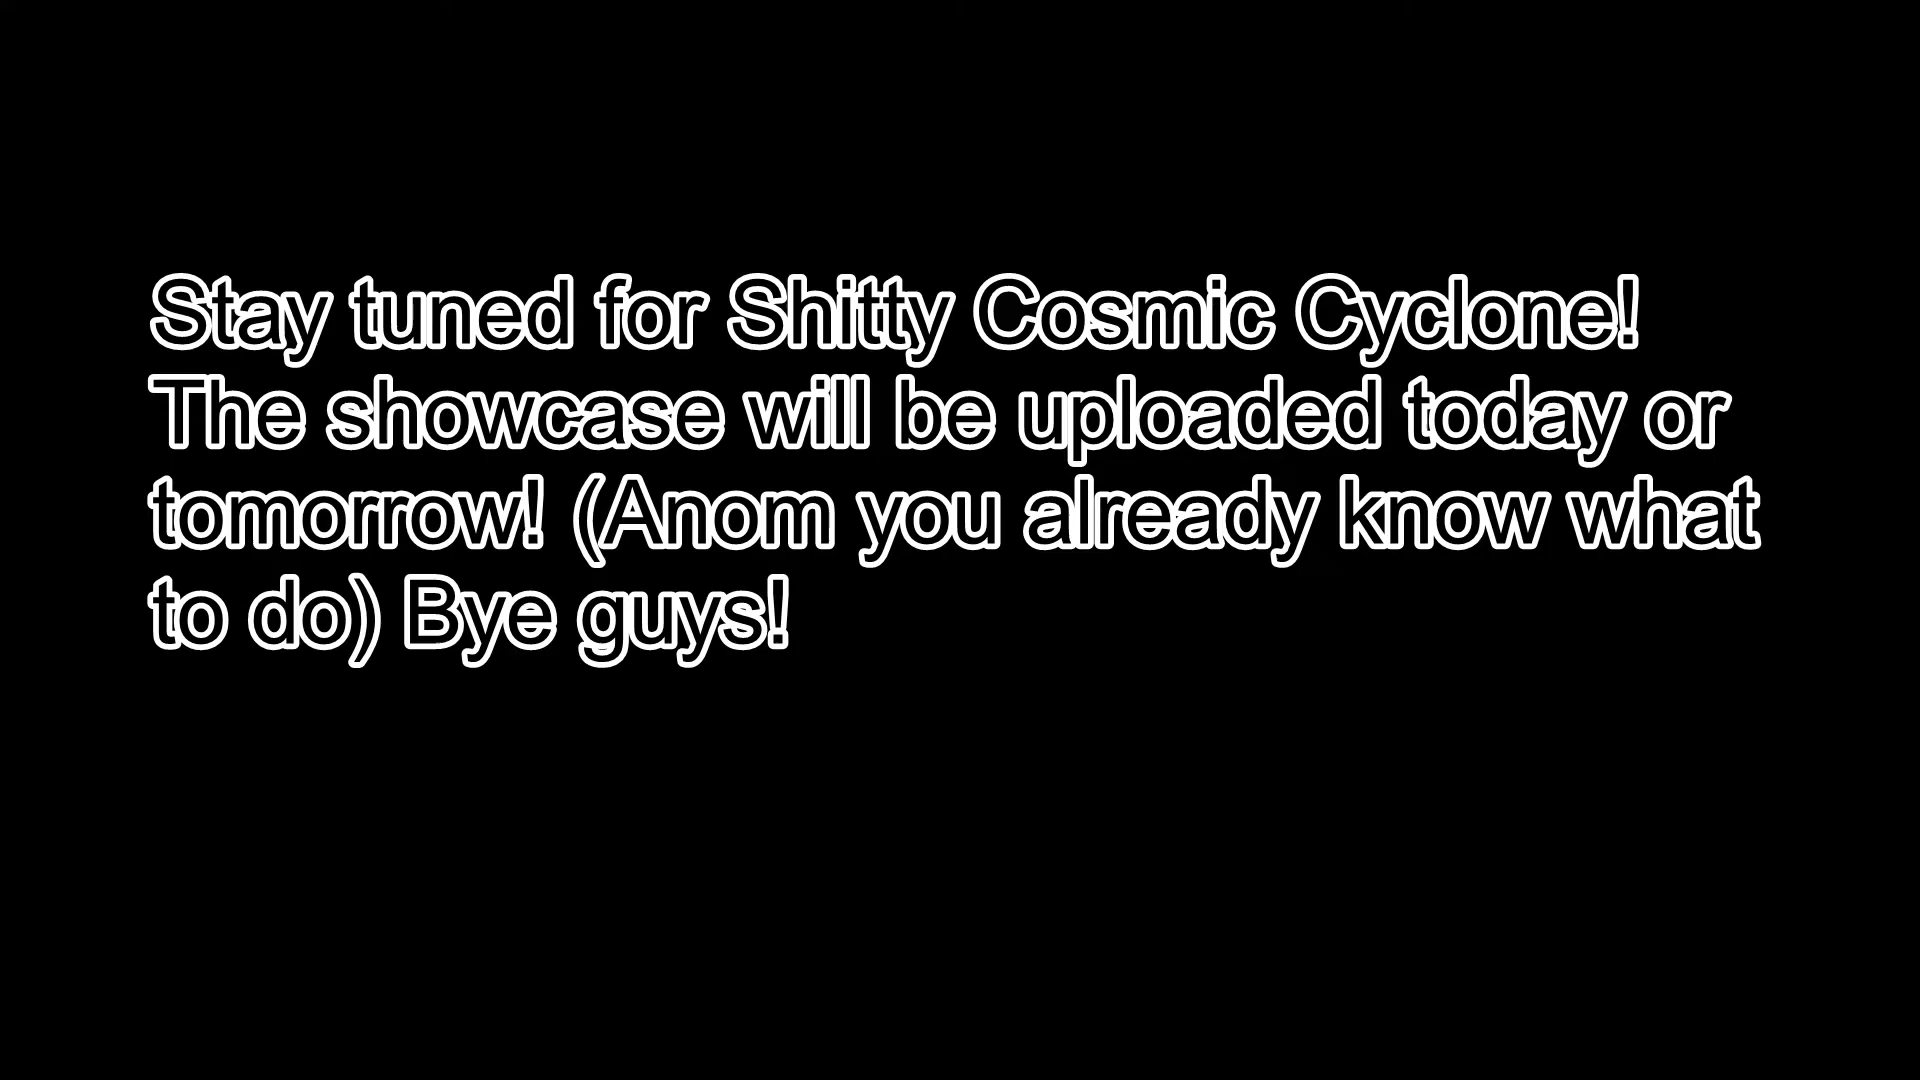 Stay tuned for Shitty Cosmic Cyclone!
The showcase will be uploaded today or
tomorrow! (Anom you already know what
to do) Bye guys!